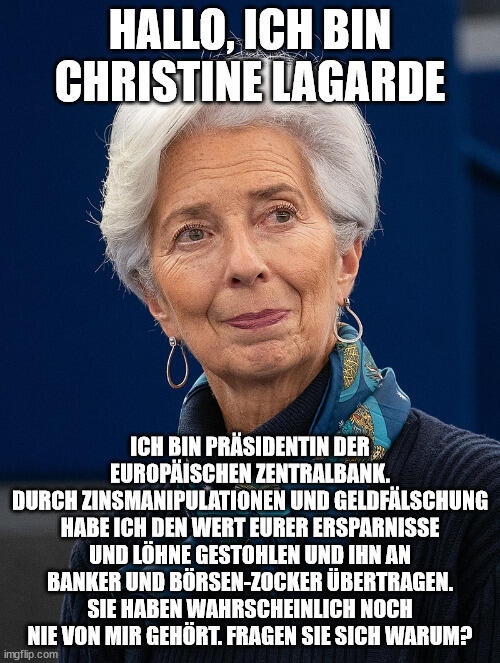 HALLO, ICH BIN
CHRISTINE LAGARDE
ICH BIN PRÄSIDENTIN DER
EUROPÄISCHEN ZENTRALBANK.
DURCH ZINSMANIPULATIONEN UND GELDFÄLSCHUNG
HABE ICH DEN WERT EURER ERSPARNISSE
UND LÖHNE GESTOHLEN UND IHN AN
BANKER UND BÖRSEN-ZOCKER ÜBERTRAGEN.
SIE HABEN WAHRSCHEINLICH NOCH
NIE VON MIR GEHÖRT. FRAGEN SIE SICH WARUM?
imgflip.com